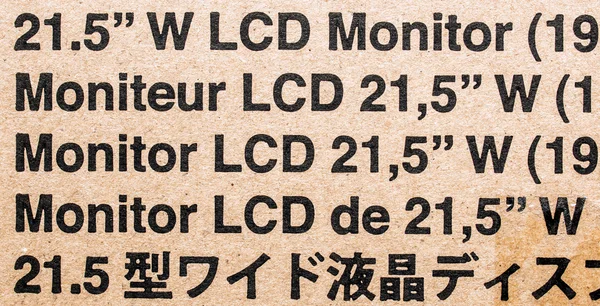 21.5” W LCD Monitor (19
Moniteur LCD 21,5” W (1
Monitor LCD 21,5” W (19
Monitor LCD de 21,5” W
21.5 型ワイド液晶ディス